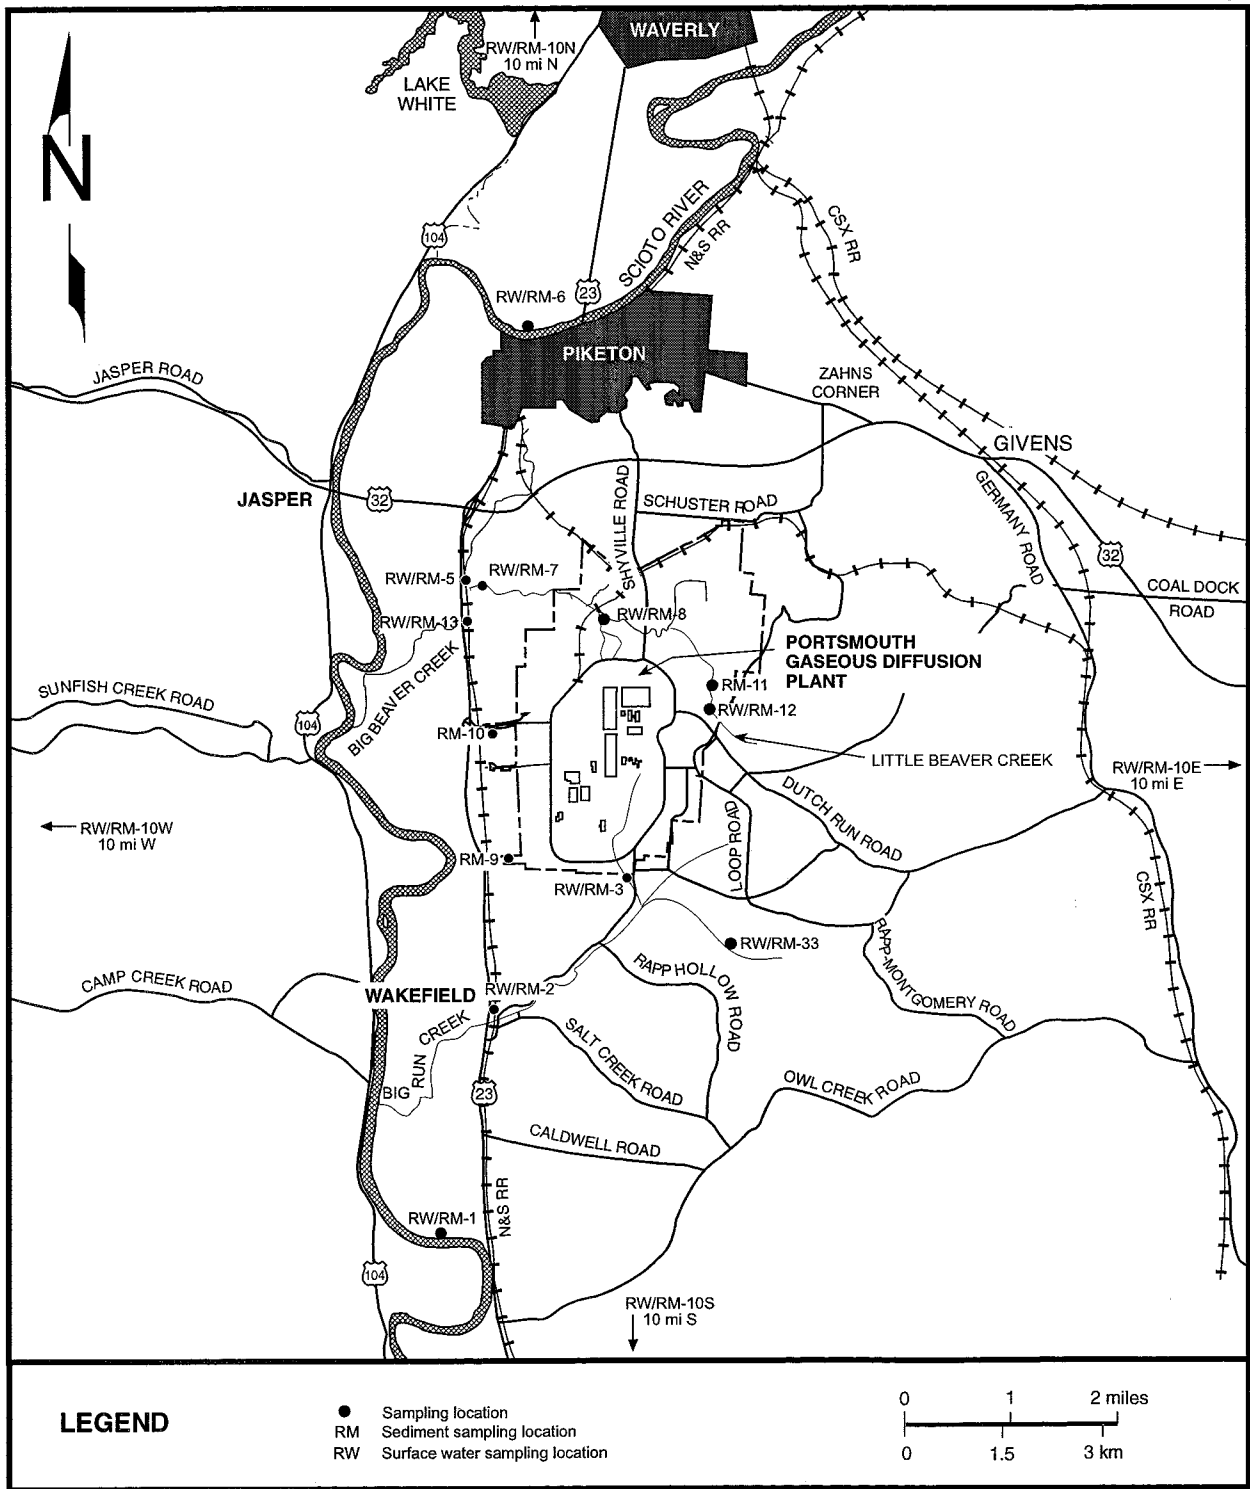 WAVERLY
RW/RM-10N
10 mi N
LAKE
WHITE
N
SCIOTO RIVER
N&S RR
CSX RR
104
RW/RM-6
23
PIKETON
JASPER ROAD
ZAHNS
CORNER
GIVENS
JASPER
32
SHYVILLE ROAD
SCHUSTER ROAD
GERMANY ROAD
32
RW/RM-5
RW/RM-7
COAL DOCK
ROAD
RW/RM-8
RW/RM-13
PORTSMOUTH
GASEOUS DIFFUSION
PLANT
BIG BEAVER CREEK
SUNFISH CREEK ROAD
RM-11
RW/RM-12
104
RM-10
LITTLE BEAVER CREEK
RW/RM-10E
10 mi E
DUTCH RUN ROAD
LOOP ROAD
RW/RM-10W
10 mi W
RM-9
RW/RM-3
CSX RR
RW/RM-33
RAPP HOLLOW ROAD
RAPP-MONTGOMERY ROAD
CAMP CREEK ROAD
WAKEFIELD
RW/RM-2
BIG RUN CREEK
SALT CREEK ROAD
OWL CREEK ROAD
23
CALDWELL ROAD
N&S RR
RW/RM-1
104
RW/RM-10S
10 mi S
LEGEND
Sampling location
RM Sediment sampling location
RW Surface water sampling location
0 1 2 miles
0 1.5 3 km